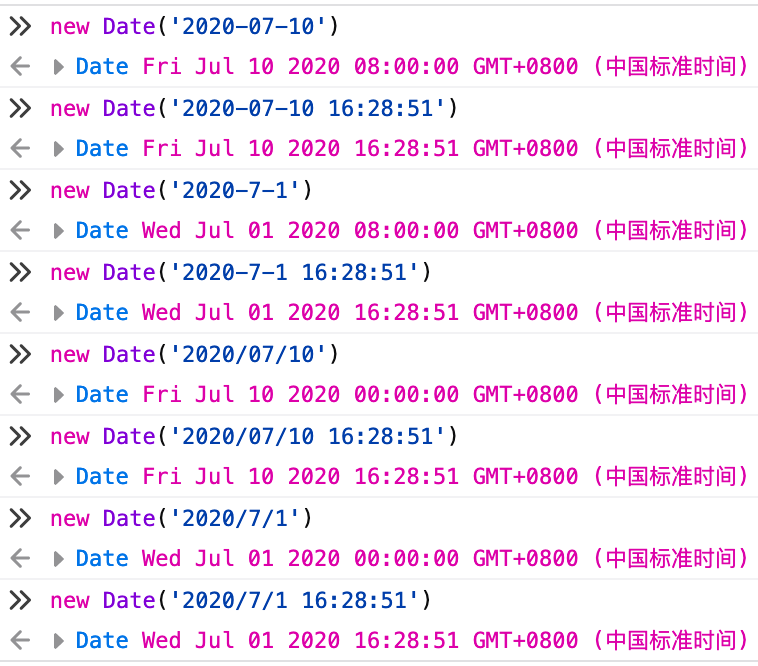 new Date('2020-07-10')
Date Fri Jul 10 2020 08:00:00 GMT+0800 (中国标准时间)
new Date('2020-07-10 16:28:51')
Date Fri Jul 10 2020 16:28:51 GMT+0800 (中国标准时间)
new Date('2020-7-1')
Date Wed Jul 01 2020 08:00:00 GMT+0800 (中国标准时间)
new Date('2020-7-1 16:28:51')
Date Wed Jul 01 2020 16:28:51 GMT+0800 (中国标准时间)
new Date('2020/07/10')
Date Fri Jul 10 2020 00:00:00 GMT+0800 (中国标准时间)
new Date('2020/07/10 16:28:51')
Date Fri Jul 10 2020 16:28:51 GMT+0800 (中国标准时间)
new Date('2020/7/1')
Date Wed Jul 01 2020 00:00:00 GMT+0800 (中国标准时间)
new Date('2020/7/1 16:28:51')
Date Wed Jul 01 2020 16:28:51 GMT+0800 (中国标准时间)